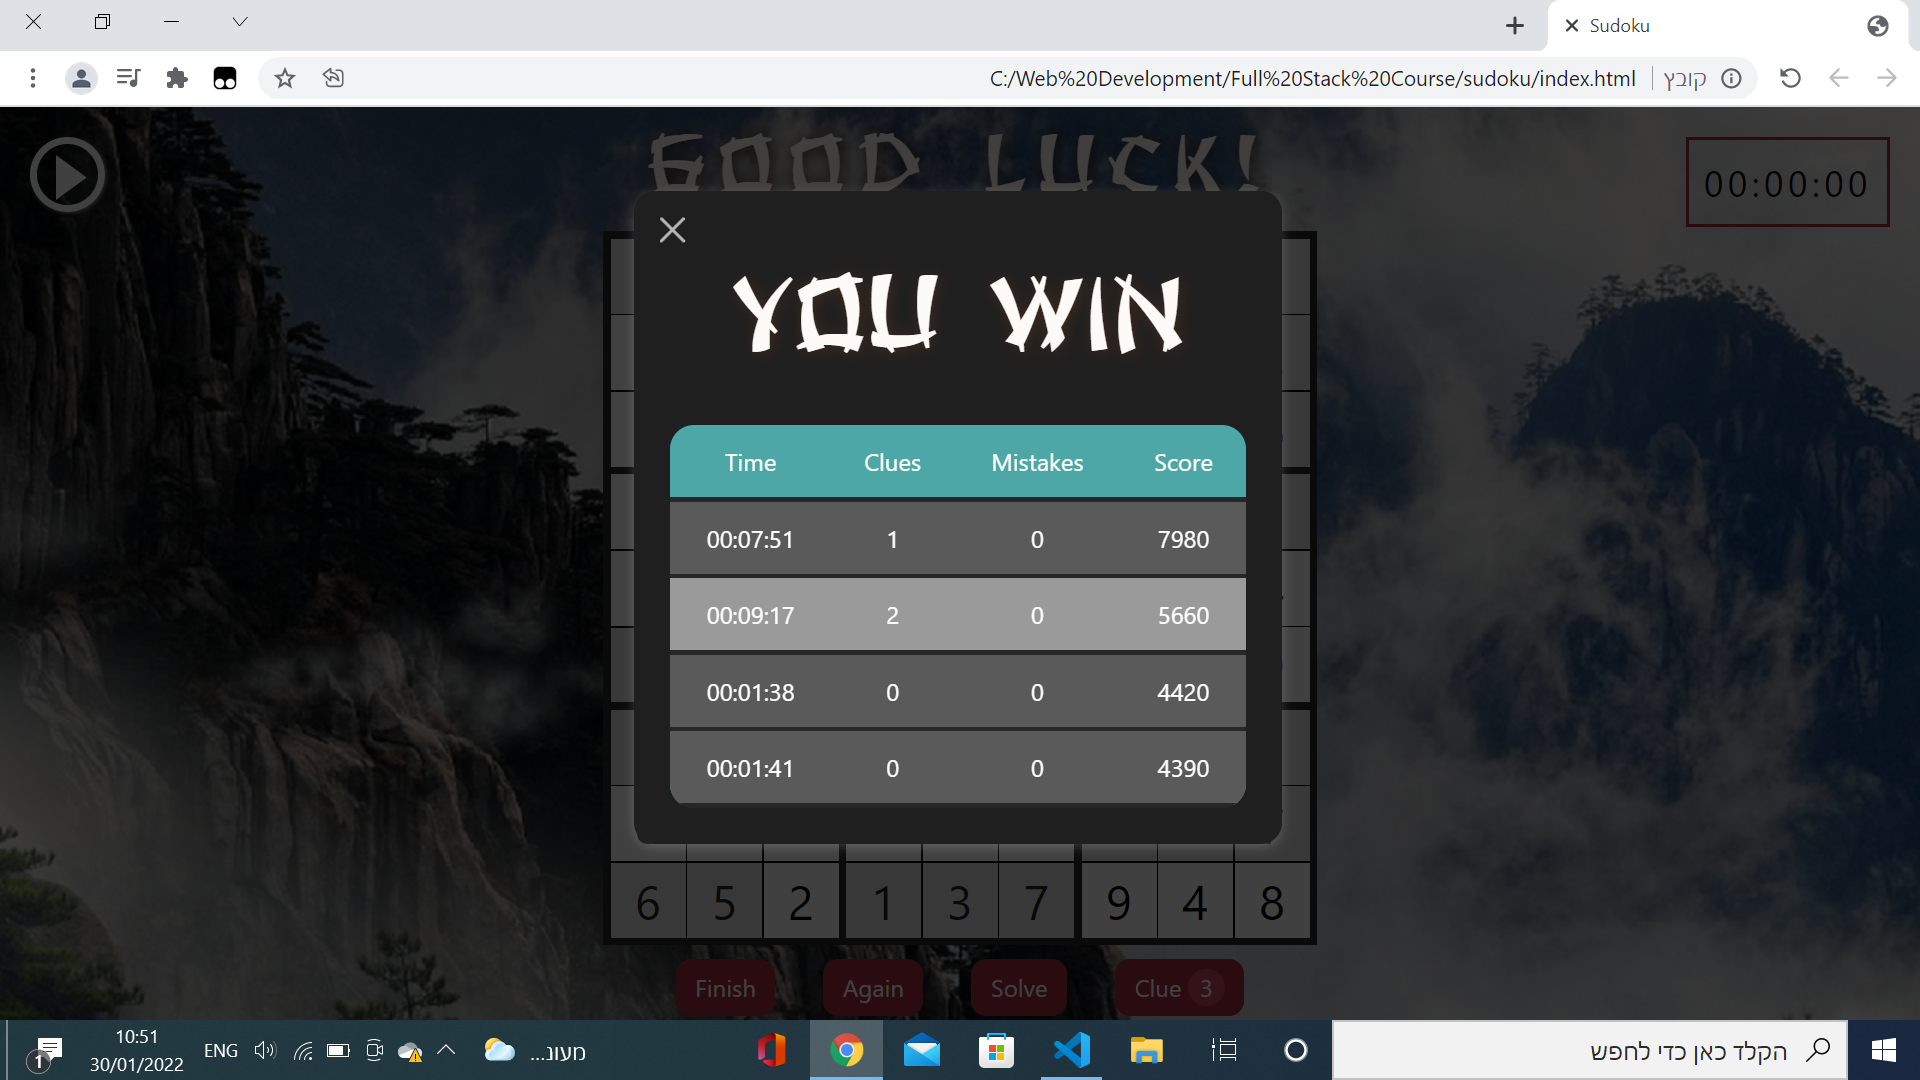 Sudoku
C:/Web%20Development/Full%20Stack%20Course/sudoku/index.html קובץ
GOOD LUCK!
00:00:00
YOU WIN
Time Clues Mistakes Score
00:07:51 1 0 7980
00:09:17 2 0 5660
00:01:38 0 0 4420
00:01:41 0 0 4390
6 5 2 1 3 7 9 4 8
Finish Again Solve Clue 3
1
10:51
30/01/2022
ENG
מעונ...
הקלד כאן כדי לחפש